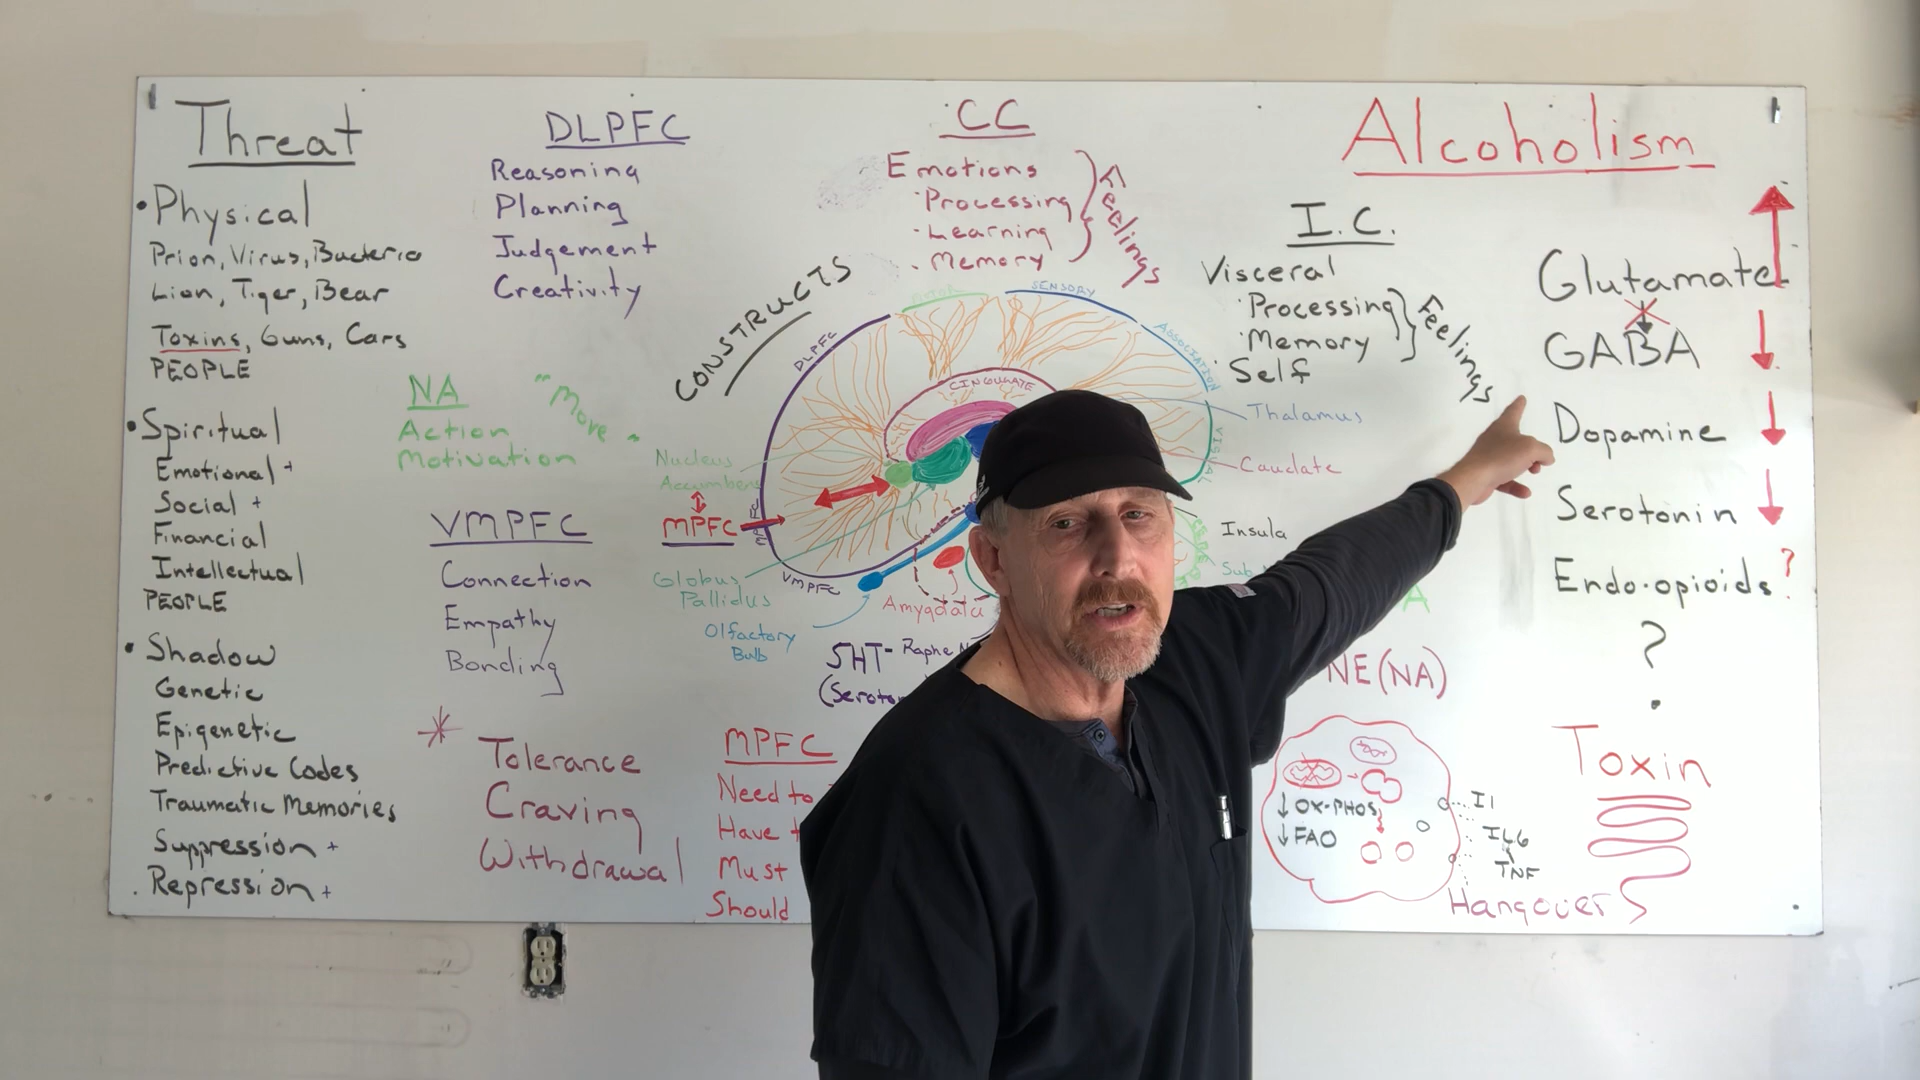 Threat
• Physical
Prion, Virus, Bacteria
Lion, Tiger, Bear
Toxins, Guns, Cars
PEOPLE
• Spiritual
Emotional +
Social +
Financial
Intellectual
PEOPLE
• Shadow
Genetic
Epigenetic
Predictive Codes
Traumatic Memories
Suppression +
Repression +
DLPFC
Reasoning
Planning
Judgement
Creativity
NA
Action
Motivation
"Move"
VMPFC
Connection
Empathy
Bonding
* Tolerance
Craving
Withdrawal
CC
Emotions
• Processing
• Learning
• Memory
Feelings
CONSTRUCTS
DLPFC
MOTOR
SENSORY
ASSOCIATION
VISUAL
CINGULATE
Nucleus
Accumbens
MPFC
MPFC
VMPFC
Globus
Pallidus
Olfactory
Bulb
Amygdala
Thalamus
Caudate
Insula
Sub
5HT- Raphe N
(Seroto
NE (NA)
MPFC
Need to
Have t
Must
Should
I.C.
Visceral
• Processing
• Memory
• Self
Feelings
Alcoholism
Glutamate
GABA
Dopamine
Serotonin
Endo-opioids ?
?
Toxin
↓ OX-PHOS
↓ FAO
I1
IL6
TNF
Hangover